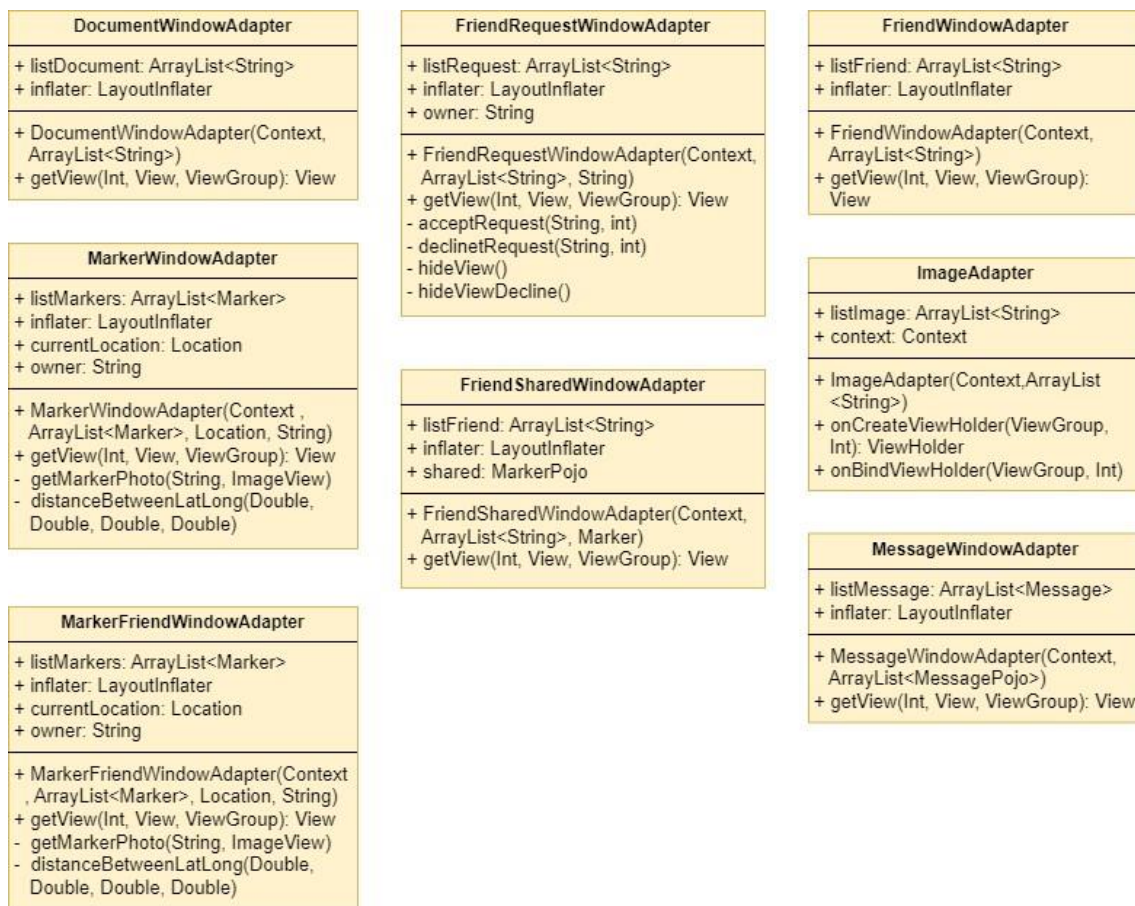 DocumentWindowAdapter
+ listDocument: ArrayList<String>
+ inflater: LayoutInflater
+ DocumentWindowAdapter(Context,
ArrayList<String>)
+ getView(Int, View, ViewGroup): View
MarkerWindowAdapter
+ listMarkers: ArrayList<Marker>
+ inflater: LayoutInflater
+ currentLocation: Location
+ owner: String
+ MarkerWindowAdapter(Context ,
ArrayList<Marker>, Location, String)
+ getView(Int, View, ViewGroup): View
- getMarkerPhoto(String, ImageView)
- distanceBetweenLatLong(Double,
Double, Double, Double)
MarkerFriendWindowAdapter
+ listMarkers: ArrayList<Marker>
+ inflater: LayoutInflater
+ currentLocation: Location
+ owner: String
+ MarkerFriendWindowAdapter(Context
, ArrayList<Marker>, Location, String)
+ getView(Int, View, ViewGroup): View
- getMarkerPhoto(String, ImageView)
- distanceBetweenLatLong(Double,
Double, Double, Double)
FriendRequestWindowAdapter
+ listRequest: ArrayList<String>
+ inflater: LayoutInflater
+ owner: String
+ FriendRequestWindowAdapter(Context,
ArrayList<String>, String)
+ getView(Int, View, ViewGroup): View
- acceptRequest(String, int)
- declinetRequest(String, int)
- hideView()
- hideViewDecline()
FriendSharedWindowAdapter
+ listFriend: ArrayList<String>
+ inflater: LayoutInflater
+ shared: MarkerPojo
+ FriendSharedWindowAdapter(Context,
ArrayList<String>, Marker)
+ getView(Int, View, ViewGroup): View
FriendWindowAdapter
+ listFriend: ArrayList<String>
+ inflater: LayoutInflater
+ FriendWindowAdapter(Context,
ArrayList<String>)
+ getView(Int, View, ViewGroup):
View
ImageAdapter
+ listImage: ArrayList<String>
+ context: Context
+ ImageAdapter(Context,ArrayList
<String>)
+ onCreateViewHolder(ViewGroup,
Int): ViewHolder
+ onBindViewHolder(ViewGroup, Int)
MessageWindowAdapter
+ listMessage: ArrayList<Message>
+ inflater: LayoutInflater
+ MessageWindowAdapter(Context,
ArrayList<MessagePojo>)
+ getView(Int, View, ViewGroup): View